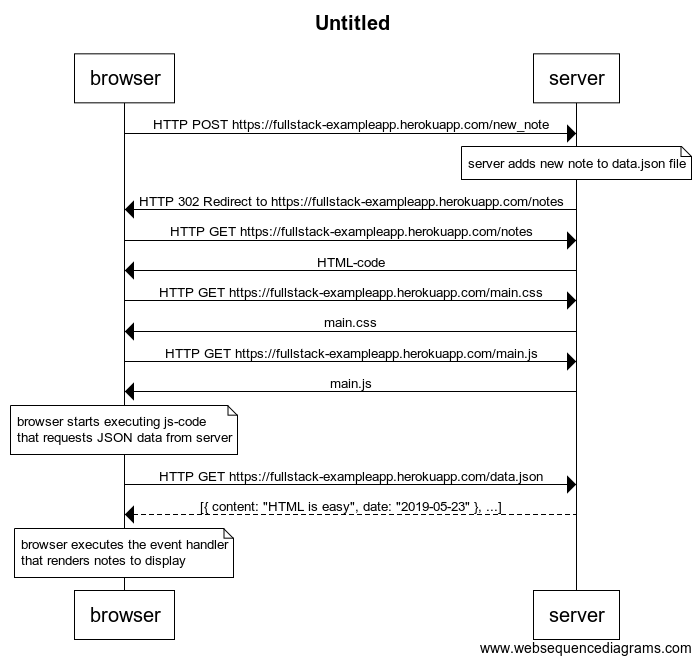 Untitled
browser
server
HTTP POST https://fullstack-exampleapp.herokuapp.com/new_note
server adds new note to data.json file
HTTP 302 Redirect to https://fullstack-exampleapp.herokuapp.com/notes
HTTP GET https://fullstack-exampleapp.herokuapp.com/notes
HTML-code
HTTP GET https://fullstack-exampleapp.herokuapp.com/main.css
main.css
HTTP GET https://fullstack-exampleapp.herokuapp.com/main.js
main.js
browser starts executing js-code
that requests JSON data from server
HTTP GET https://fullstack-exampleapp.herokuapp.com/data.json
[{ content: "HTML is easy", date: "2019-05-23" }, ...]
browser executes the event handler
that renders notes to display
browser
server
www.websequencediagrams.com